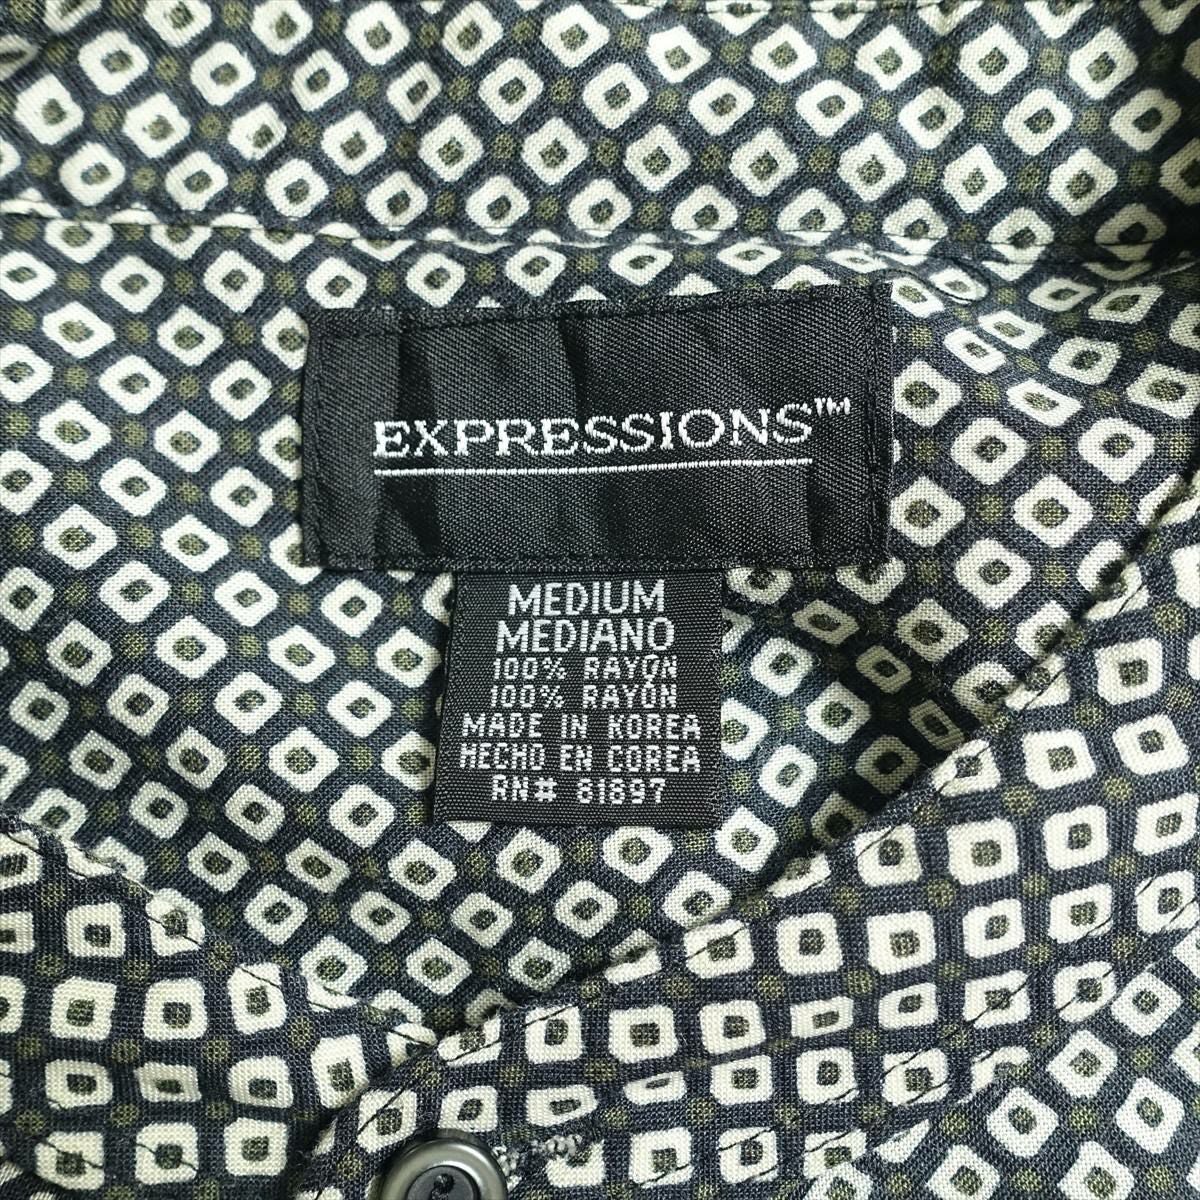 EXPRESSIONS™
MEDIUM
MEDIANO
100% RAYON
100% RAYON
MADE IN KOREA
HECHO EN COREA
RN# 81897